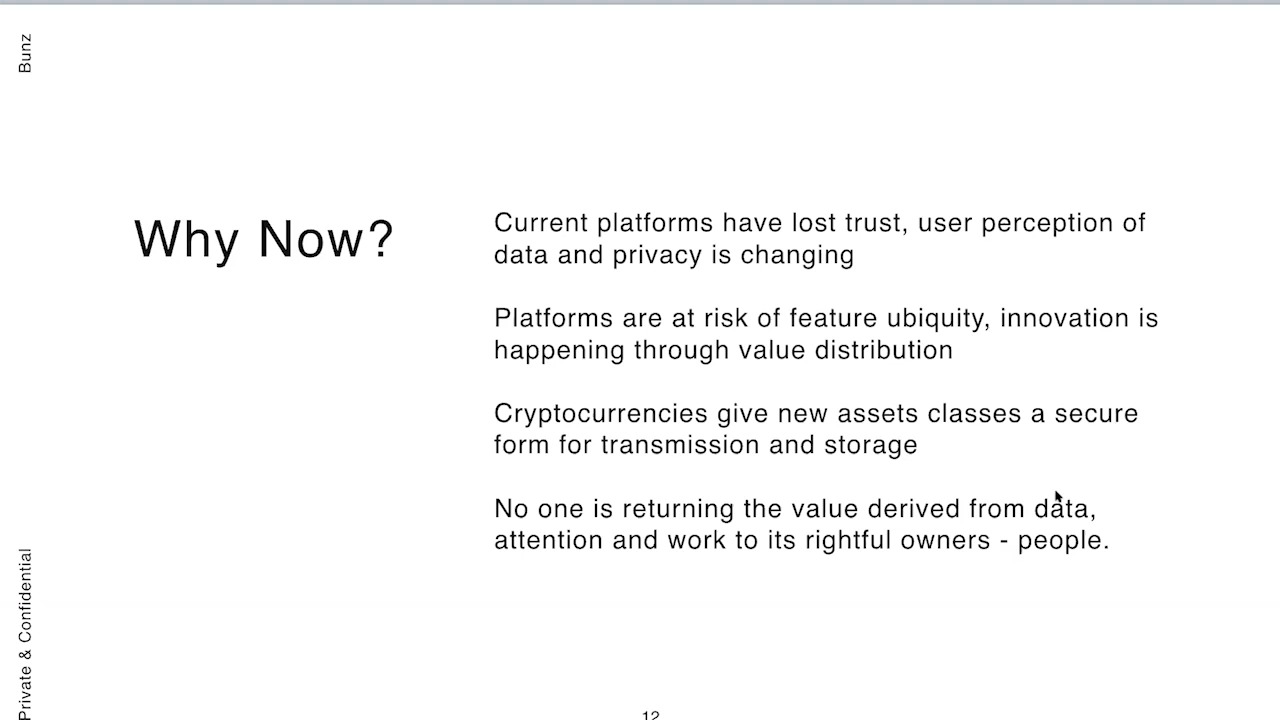 Bunz
Why Now?
Current platforms have lost trust, user perception of
data and privacy is changing
Platforms are at risk of feature ubiquity, innovation is
happening through value distribution
Cryptocurrencies give new assets classes a secure
form for transmission and storage
No one is returning the value derived from data,
attention and work to its rightful owners - people.
Private & Confidential
12